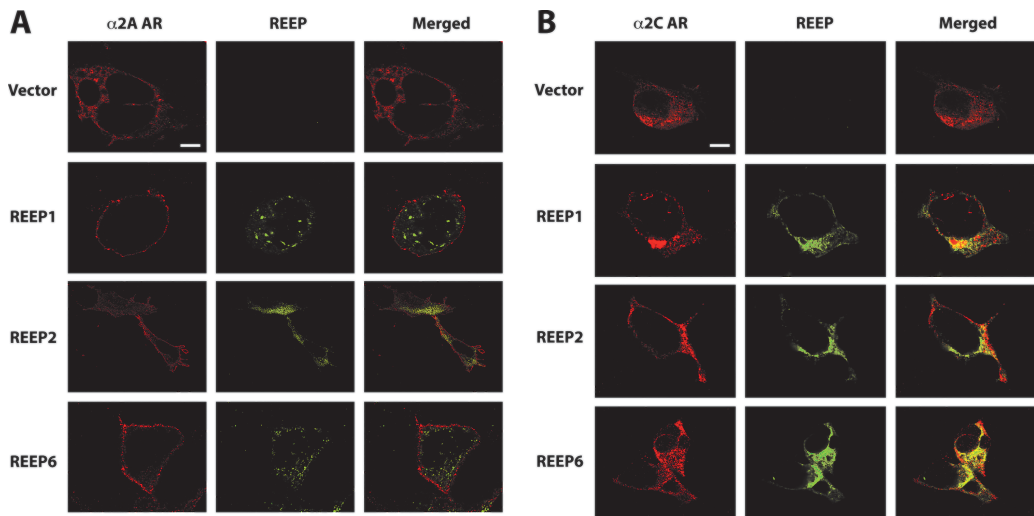 A
α2A AR REEP Merged
Vector
REEP1
REEP2
REEP6
B
α2C AR REEP Merged
Vector
REEP1
REEP2
REEP6